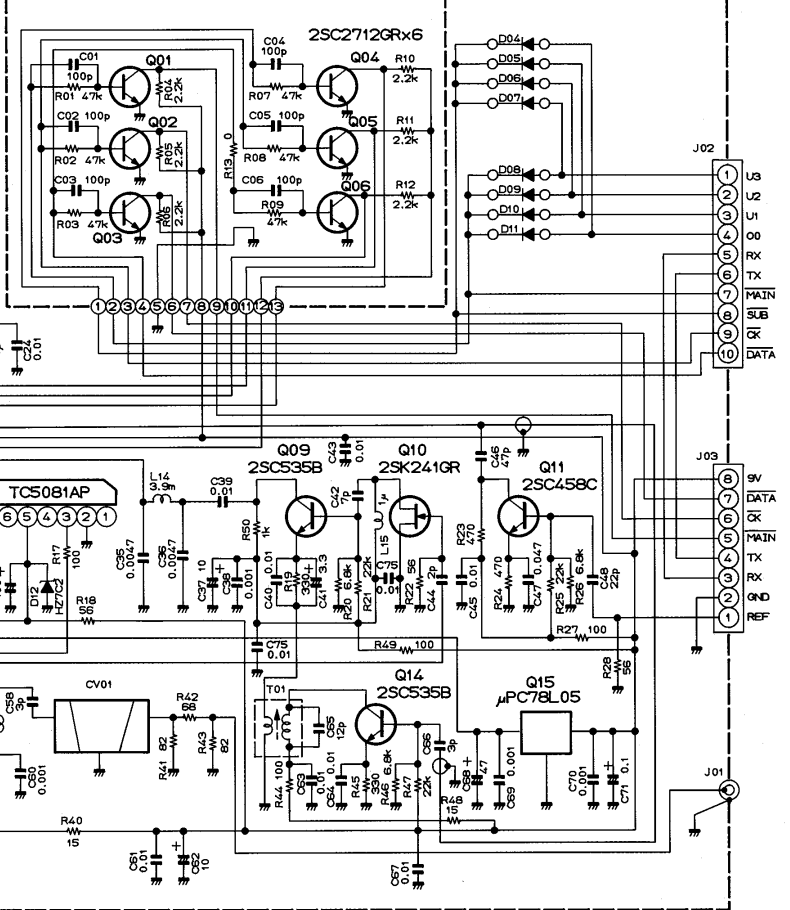 2SC2712GRx6
C01
100p
R01 47k
Q01
R04
2.2k
C04
100p
R07 47k
Q04
R10
2.2k
C02 100p
R02 47k
Q02
R05
2.2k
R13 0
C05 100p
R08 47k
Q05
R11
2.2k
C03 100p
R03 47k
Q03
R06
2.2k
C06 100p
R09
47k
Q06
R12
2.2k
1 2 3 4 5 6 7 8 9 10 11 12 13
D04
D05
D06
D07
D08
D09
D10
D11
J02
1 U3
2 U2
3 U1
4 OO
5 RX
6 TX
7 MAIN
8 SUB
9 CK
10 DATA
C24
0.01
TC5081AP
6 5 4 3 2 1
R17
100
D12
HZ7C2
R18
56
L14
3.9m
C35
0.0047
C36
0.0047
C39
0.01
R50
1k
C37 10
C38
0.001
Q09
2SC535B
C40 0.01
R19
330
C41 3.3
C42
7p
C43
0.01
R20 6.8k
R21 22k
L15 1μ
C75
0.01
Q10
2SK241GR
R22 56
C44 2p
C46
47p
R23
470
C45 0.01
Q11
2SC458C
R24 470
C47 0.047
R25 22k
R26 6.8k
C48
22p
R27 100
R28
56
J03
8 9V
7 DATA
6 CK
5 MAIN
4 TX
3 RX
2 GND
1 REF
C75
0.01
R49 100
T01
C65
12p
Q14
2SC535B
C66
3p
R44 100
C63 0.01
C64 0.01
R45 330
R46 6.8k
R47
22k
R48
15
C67
0.01
Q15
μPC78L05
C68 47
C69 0.001
C70
0.001
C71 0.1
C58
3p
C60
0.001
CV01
R42
68
R41
82
R43
82
R40
15
C61
0.01
C62
10
J01